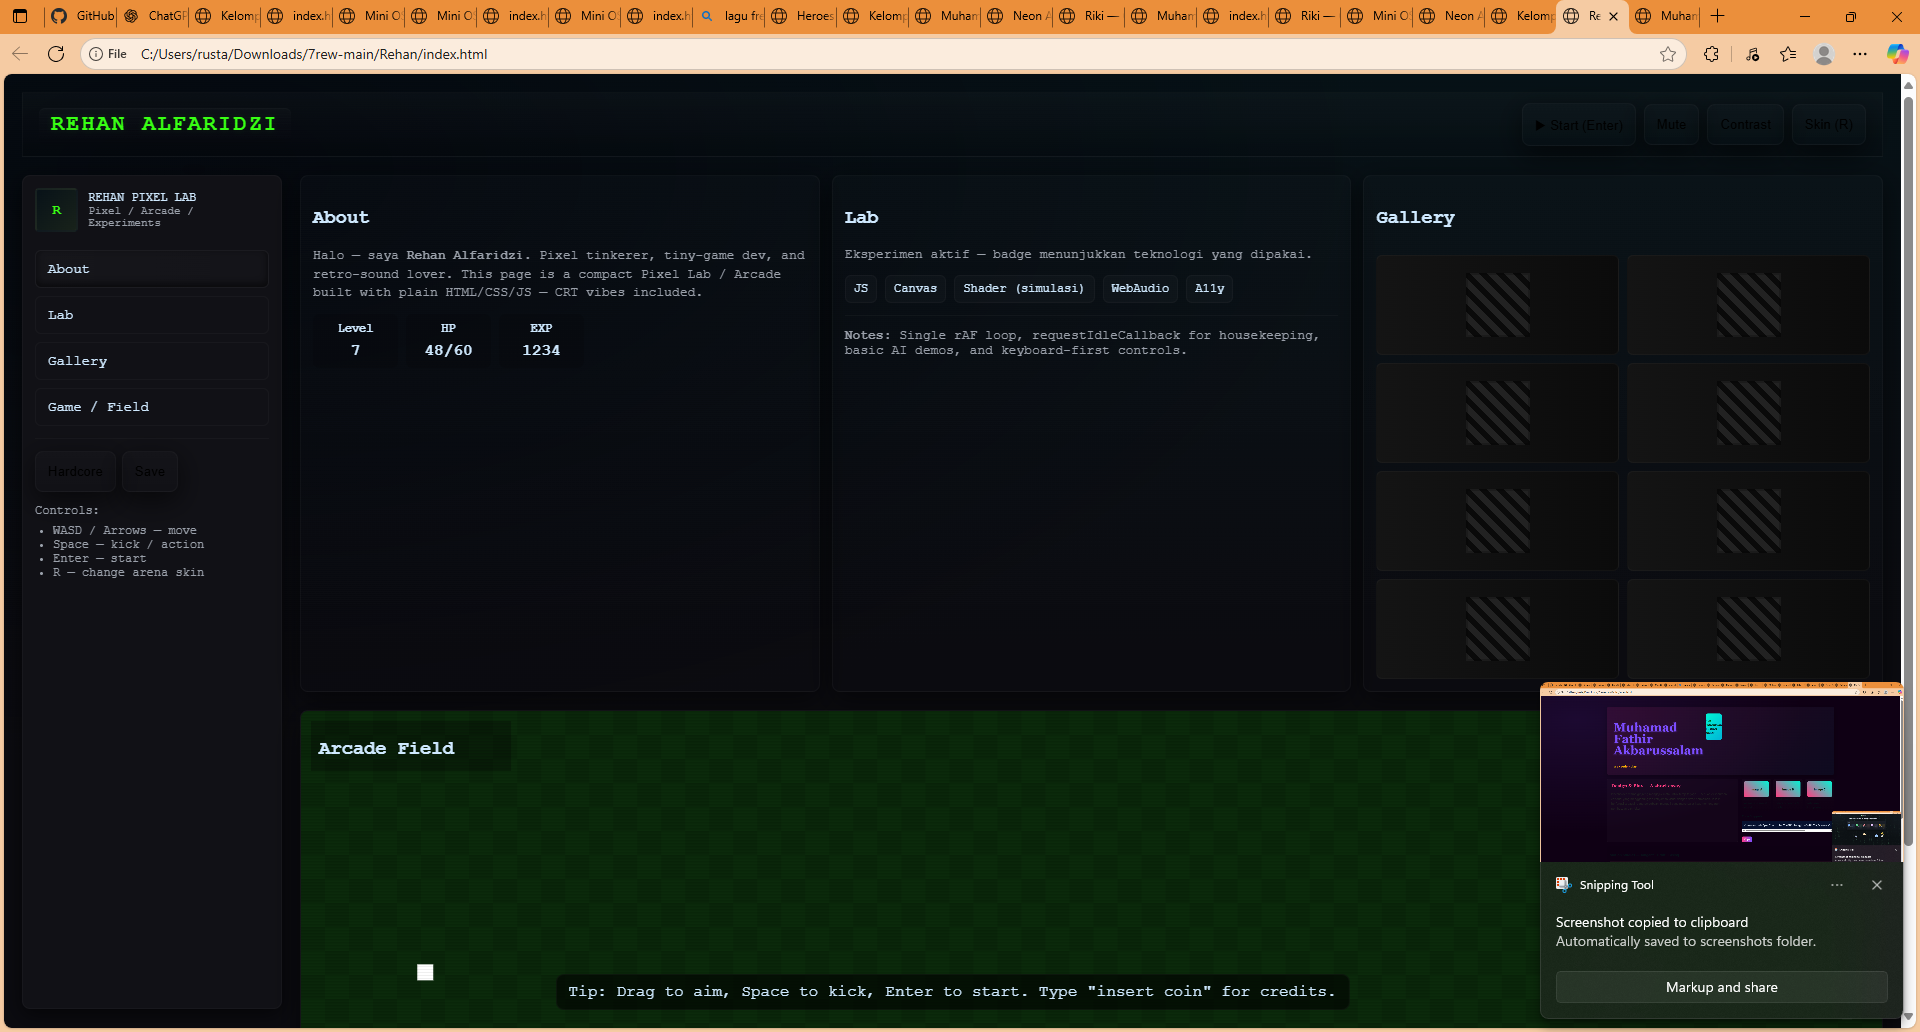 GitHub
ChatGP
Kelomp
index.h
Mini O
Mini O
index.h
Mini O
index.h
lagu fre
Heroes
Kelomp
Muham
Neon A
Riki —
Muham
index.h
Riki —
Mini O
Neon A
Kelomp
Re
Muham
File C:/Users/rusta/Downloads/7rew-main/Rehan/index.html
REHAN ALFARIDZI
▶ Start (Enter)
Mute
Contrast
Skin (R)
R
REHAN PIXEL LAB
Pixel / Arcade /
Experiments
About
Lab
Gallery
Game / Field
Hardcore
Save
Controls:
• WASD / Arrows — move
• Space — kick / action
• Enter — start
• R — change arena skin
About
Halo — saya Rehan Alfaridzi. Pixel tinkerer, tiny-game dev, and
retro-sound lover. This page is a compact Pixel Lab / Arcade
built with plain HTML/CSS/JS — CRT vibes included.
Level
7
HP
48/60
EXP
1234
Lab
Eksperimen aktif — badge menunjukkan teknologi yang dipakai.
JS
Canvas
Shader (simulasi)
WebAudio
A11y
Notes: Single rAF loop, requestIdleCallback for housekeeping,
basic AI demos, and keyboard-first controls.
Gallery
Arcade Field
Tip: Drag to aim, Space to kick, Enter to start. Type "insert coin" for credits.
Muhamad
Fathir
Akbarussalam
Snipping Tool
Screenshot copied to clipboard
Automatically saved to screenshots folder.
Markup and share